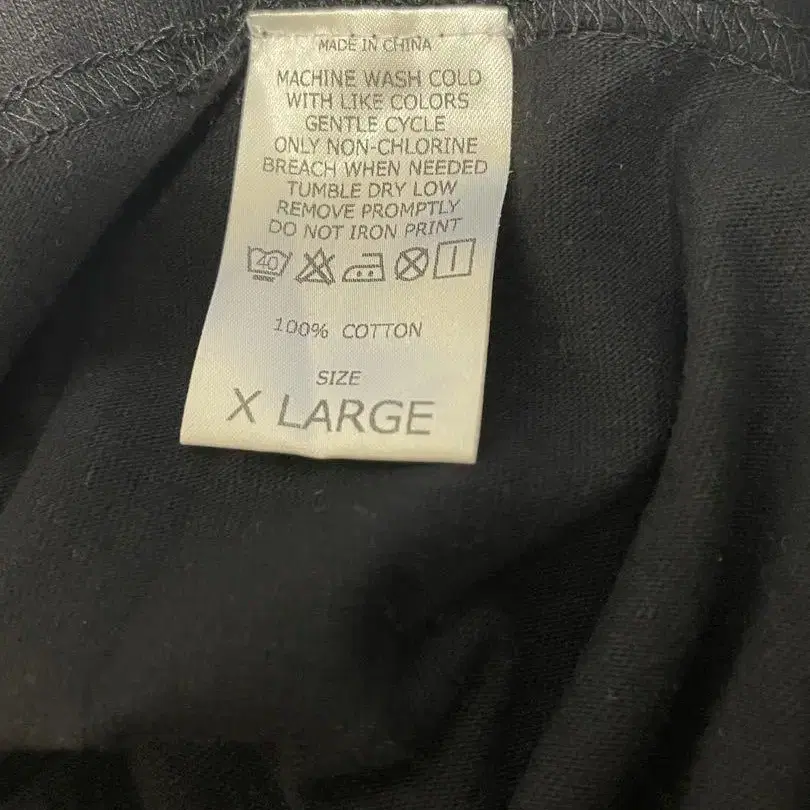 MADE IN CHINA
MACHINE WASH COLD
WITH LIKE COLORS
GENTLE CYCLE
ONLY NON-CHLORINE
BREACH WHEN NEEDED
TUMBLE DRY LOW
REMOVE PROMPTLY
DO NOT IRON PRINT
40
100% COTTON
SIZE
X LARGE